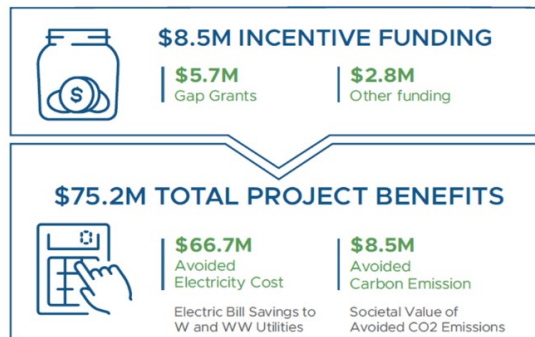 $8.5M INCENTIVE FUNDING
$5.7M
Gap Grants
$2.8M
Other funding
$
$75.2M TOTAL PROJECT BENEFITS
0
$66.7M
Avoided
Electricity Cost
Electric Bill Savings to
W and WW Utilities
$8.5M
Avoided
Carbon Emission
Societal Value of
Avoided CO2 Emissions